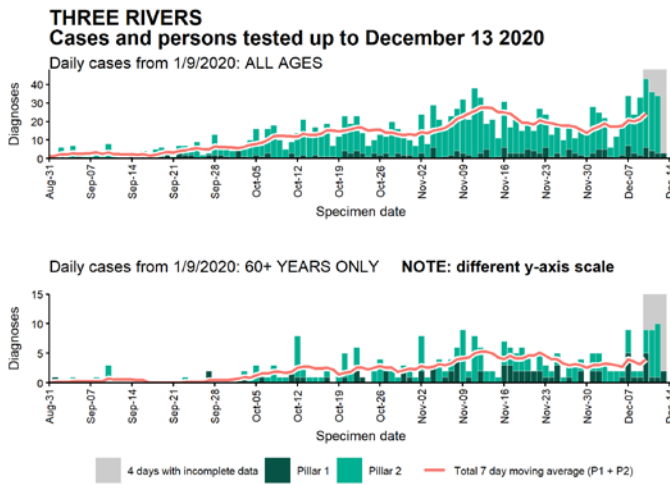 THREE RIVERS
Cases and persons tested up to December 13 2020
Daily cases from 1/9/2020: ALL AGES
Diagnoses
40
30
20
10
0
Aug-31
Sep-07
Sep-14
Sep-21
Sep-28
Oct-05
Oct-12
Oct-19
Oct-26
Nov-02
Nov-09
Nov-16
Nov-23
Nov-30
Dec-07
Dec-14
Specimen date
Daily cases from 1/9/2020: 60+ YEARS ONLY NOTE: different y-axis scale
Diagnoses
15
10
5
0
Aug-31
Sep-07
Sep-14
Sep-21
Sep-28
Oct-05
Oct-12
Oct-19
Oct-26
Nov-02
Nov-09
Nov-16
Nov-23
Nov-30
Dec-07
Dec-14
Specimen date
4 days with incomplete data Pillar 1 Pillar 2 Total 7 day moving average (P1 + P2)